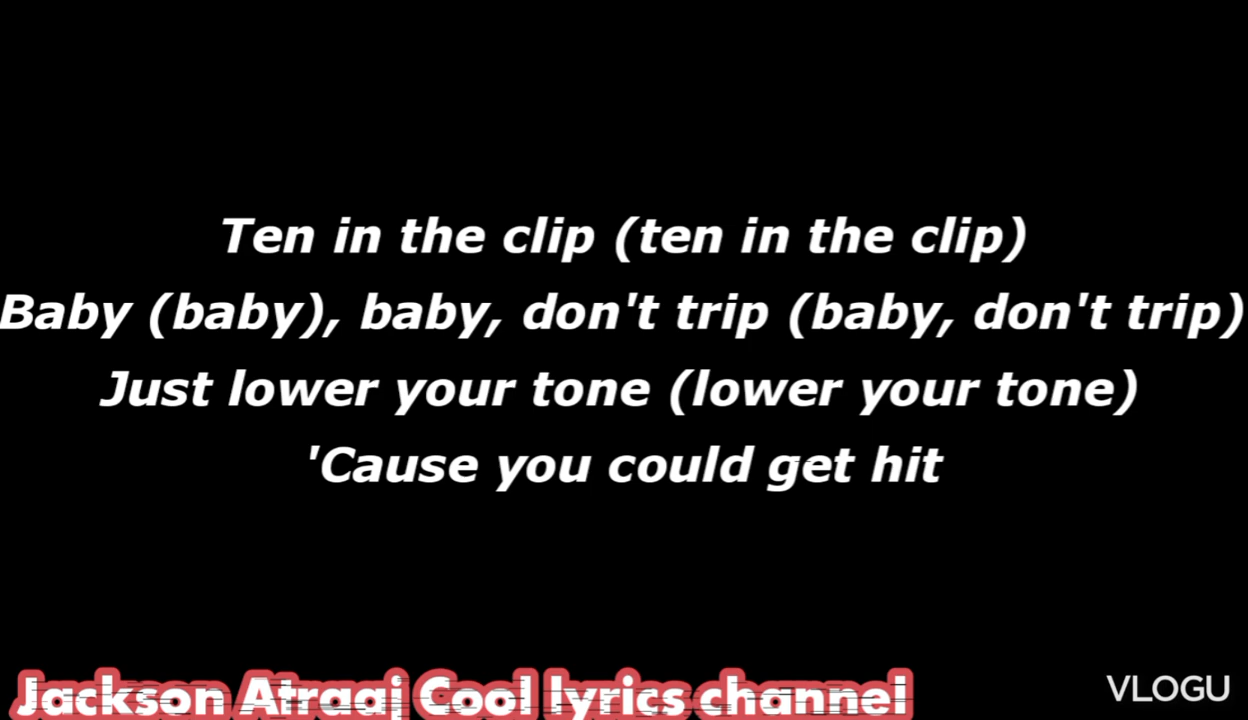 Ten in the clip (ten in the clip)
Baby (baby), baby, don't trip (baby, don't trip)
Just lower your tone (lower your tone)
'Cause you could get hit
Jackson Atraaj Cool lyrics channel
VLOGU